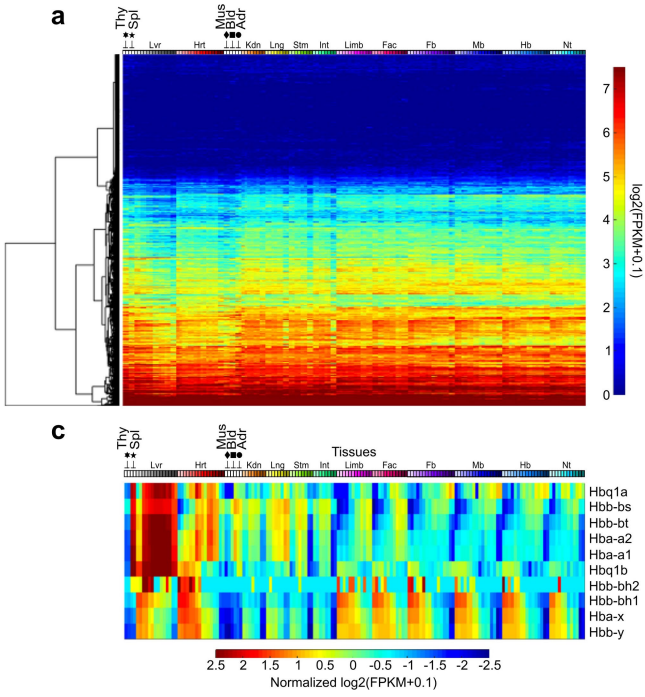 a
Thy Spl Mus Bld Adr
Lvr Hrt Kdn Lng Stm Int Limb Fac Fb Mb Hb Nt
7
6
5
4
3
2
1
0
log2(FPKM+0.1)
c
Thy Spl Mus Bld Adr
Tissues
Lvr Hrt Kdn Lng Stm Int Limb Fac Fb Mb Hb Nt
Hbq1a
Hbb-bs
Hbb-bt
Hba-a2
Hba-a1
Hbq1b
Hbb-bh2
Hbb-bh1
Hba-x
Hbb-y
2.5 2 1.5 1 0.5 0 -0.5 -1 -1.5 -2 -2.5
Normalized log2(FPKM+0.1)